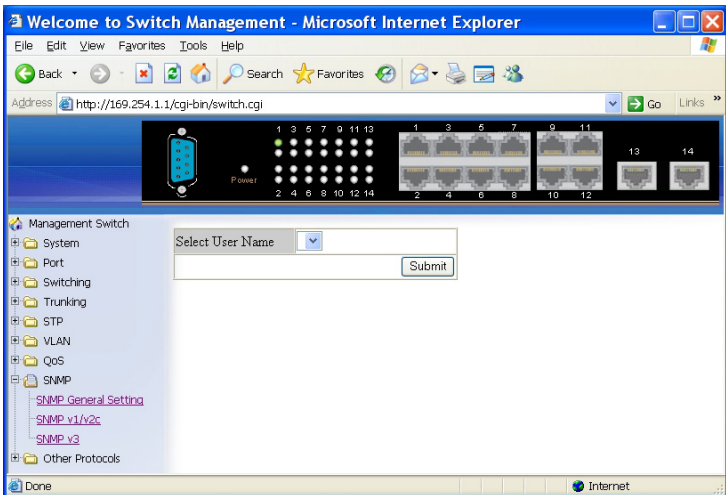 Welcome to Switch Management - Microsoft Internet Explorer
File Edit View Favorites Tools Help
Back Search Favorites
Address http://169.254.1.1/cgi-bin/switch.cgi Go Links »
1 3 5 7 9 11 13
1 3 5 7 9 11
13 14
Power
2 4 6 8 10 12 14
2 4 6 8 10 12
Management Switch
System
Port
Switching
Trunking
STP
VLAN
QoS
SNMP
SNMP General Setting
SNMP v1/v2c
SNMP v3
Other Protocols
Select User Name
Submit
Done Internet